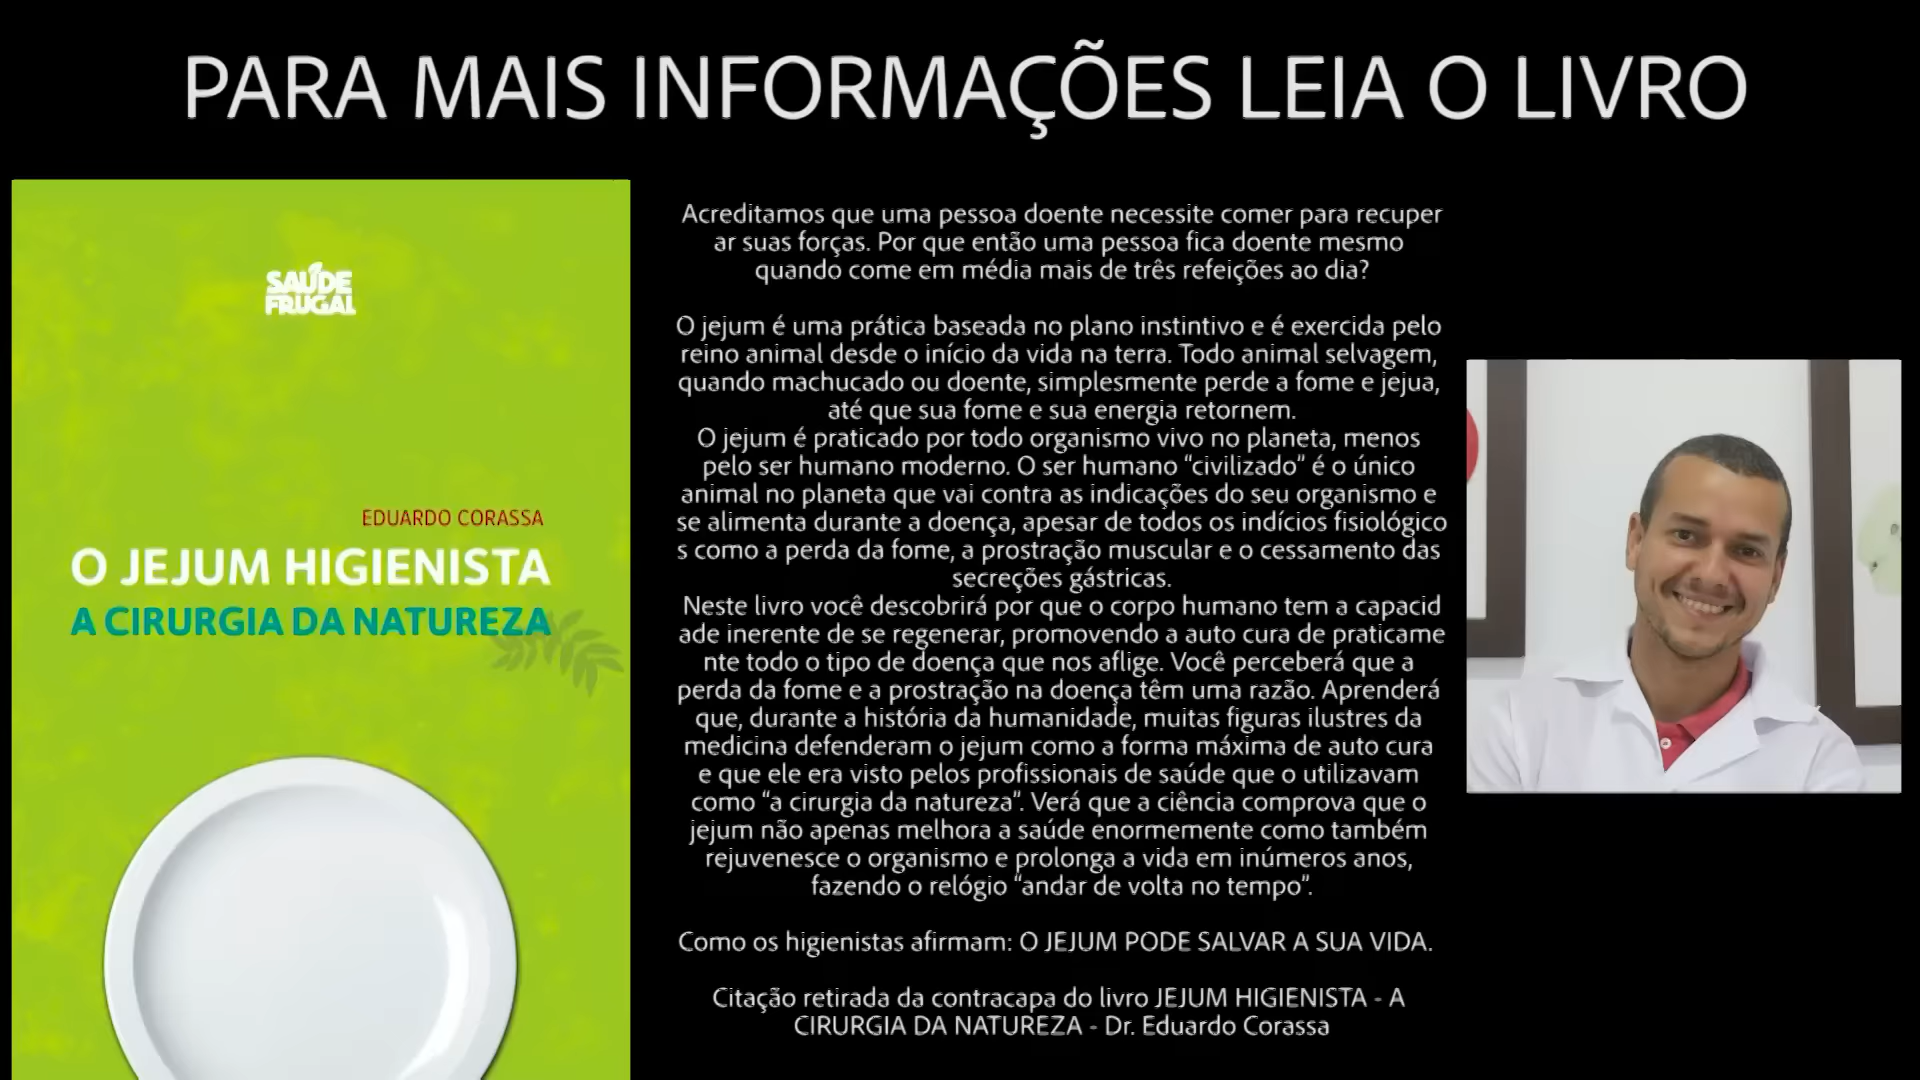 PARA MAIS INFORMAÇÕES LEIA O LIVRO
SAÚDE
FRUGAL
EDUARDO CORASSA
O JEJUM HIGIENISTA
A CIRURGIA DA NATUREZA
Acreditamos que uma pessoa doente necessite comer para recuper
ar suas forças. Por que então uma pessoa fica doente mesmo
quando come em média mais de três refeições ao dia?
O jejum é uma prática baseada no plano instintivo e é exercida pelo
reino animal desde o início da vida na terra. Todo animal selvagem,
quando machucado ou doente, simplesmente perde a fome e jejua,
até que sua fome e sua energia retornem.
O jejum é praticado por todo organismo vivo no planeta, menos
pelo ser humano moderno. O ser humano “civilizado” é o único
animal no planeta que vai contra as indicações do seu organismo e
se alimenta durante a doença, apesar de todos os indícios fisiológico
s como a perda da fome, a prostração muscular e o cessamento das
secreções gástricas.
Neste livro você descobrirá por que o corpo humano tem a capacid
ade inerente de se regenerar, promovendo a auto cura de praticame
nte todo o tipo de doença que nos aflige. Você perceberá que a
perda da fome e a prostração na doença têm uma razão. Aprenderá
que, durante a história da humanidade, muitas figuras ilustres da
medicina defenderam o jejum como a forma máxima de auto cura
e que ele era visto pelos profissionais de saúde que o utilizavam
como “a cirurgia da natureza”. Verá que a ciência comprova que o
jejum não apenas melhora a saúde enormemente como também
rejuvenesce o organismo e prolonga a vida em inúmeros anos,
fazendo o relógio “andar de volta no tempo”.
Como os higienistas afirmam: O JEJUM PODE SALVAR A SUA VIDA.
Citação retirada da contracapa do livro JEJUM HIGIENISTA - A
CIRURGIA DA NATUREZA - Dr. Eduardo Corassa